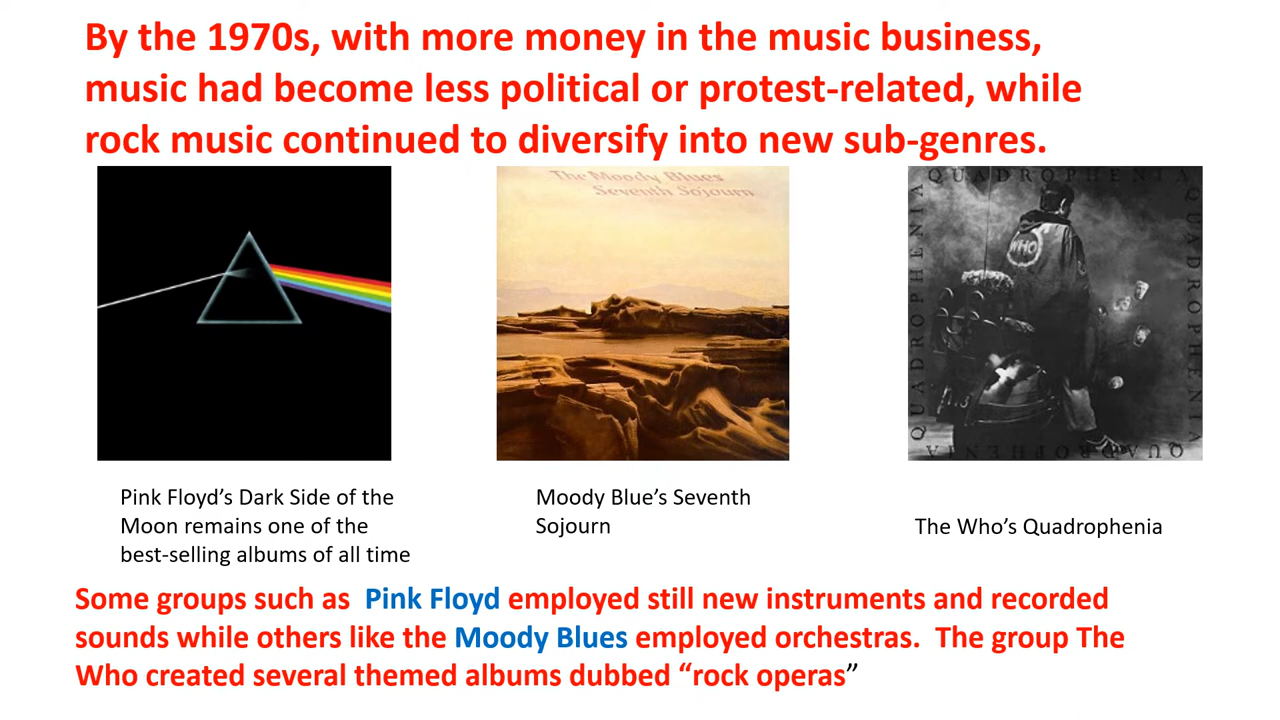 By the 1970s, with more money in the music business,
music had become less political or protest-related, while
rock music continued to diversify into new sub-genres.
The Moody Blues
Seventh Sojourn
QUADROPHENIA
QUADROPHENIA
QUADROPHENIA
WHO
QUADROPHENIA
Pink Floyd’s Dark Side of the
Moon remains one of the
best-selling albums of all time
Moody Blue’s Seventh
Sojourn
The Who’s Quadrophenia
Some groups such as  Pink Floyd employed still new instruments and recorded
sounds while others like the Moody Blues employed orchestras.  The group The
Who created several themed albums dubbed “rock operas”